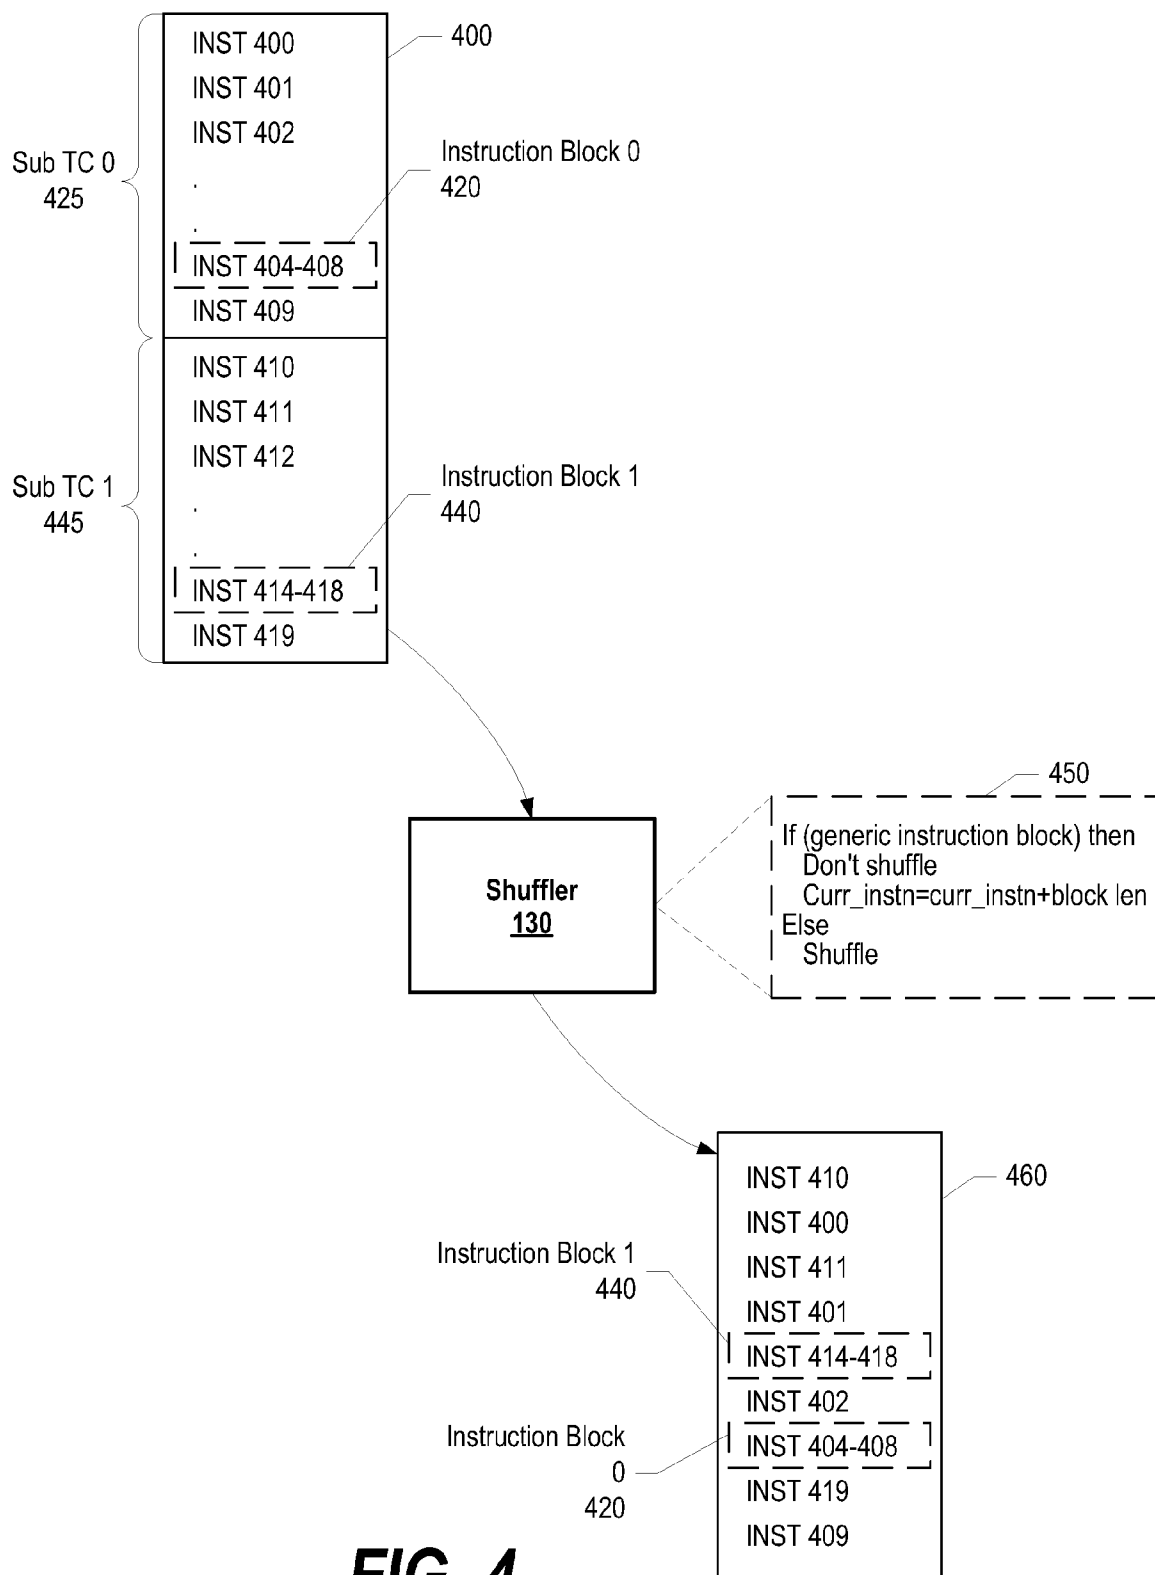 INST 400
400
INST 401
INST 402
Sub TC 0
425
.
.
Instruction Block 0
420
INST 404-408
INST 409
INST 410
INST 411
INST 412
Sub TC 1
445
.
.
Instruction Block 1
440
INST 414-418
INST 419
450
If (generic instruction block) then
Don't shuffle
Curr_instn=curr_instn+block len
Else
Shuffle
Shuffler
130
INST 410
460
INST 400
INST 411
INST 401
Instruction Block 1
440
INST 414-418
INST 402
Instruction Block
0
420
INST 404-408
INST 419
INST 409
FIG. 4